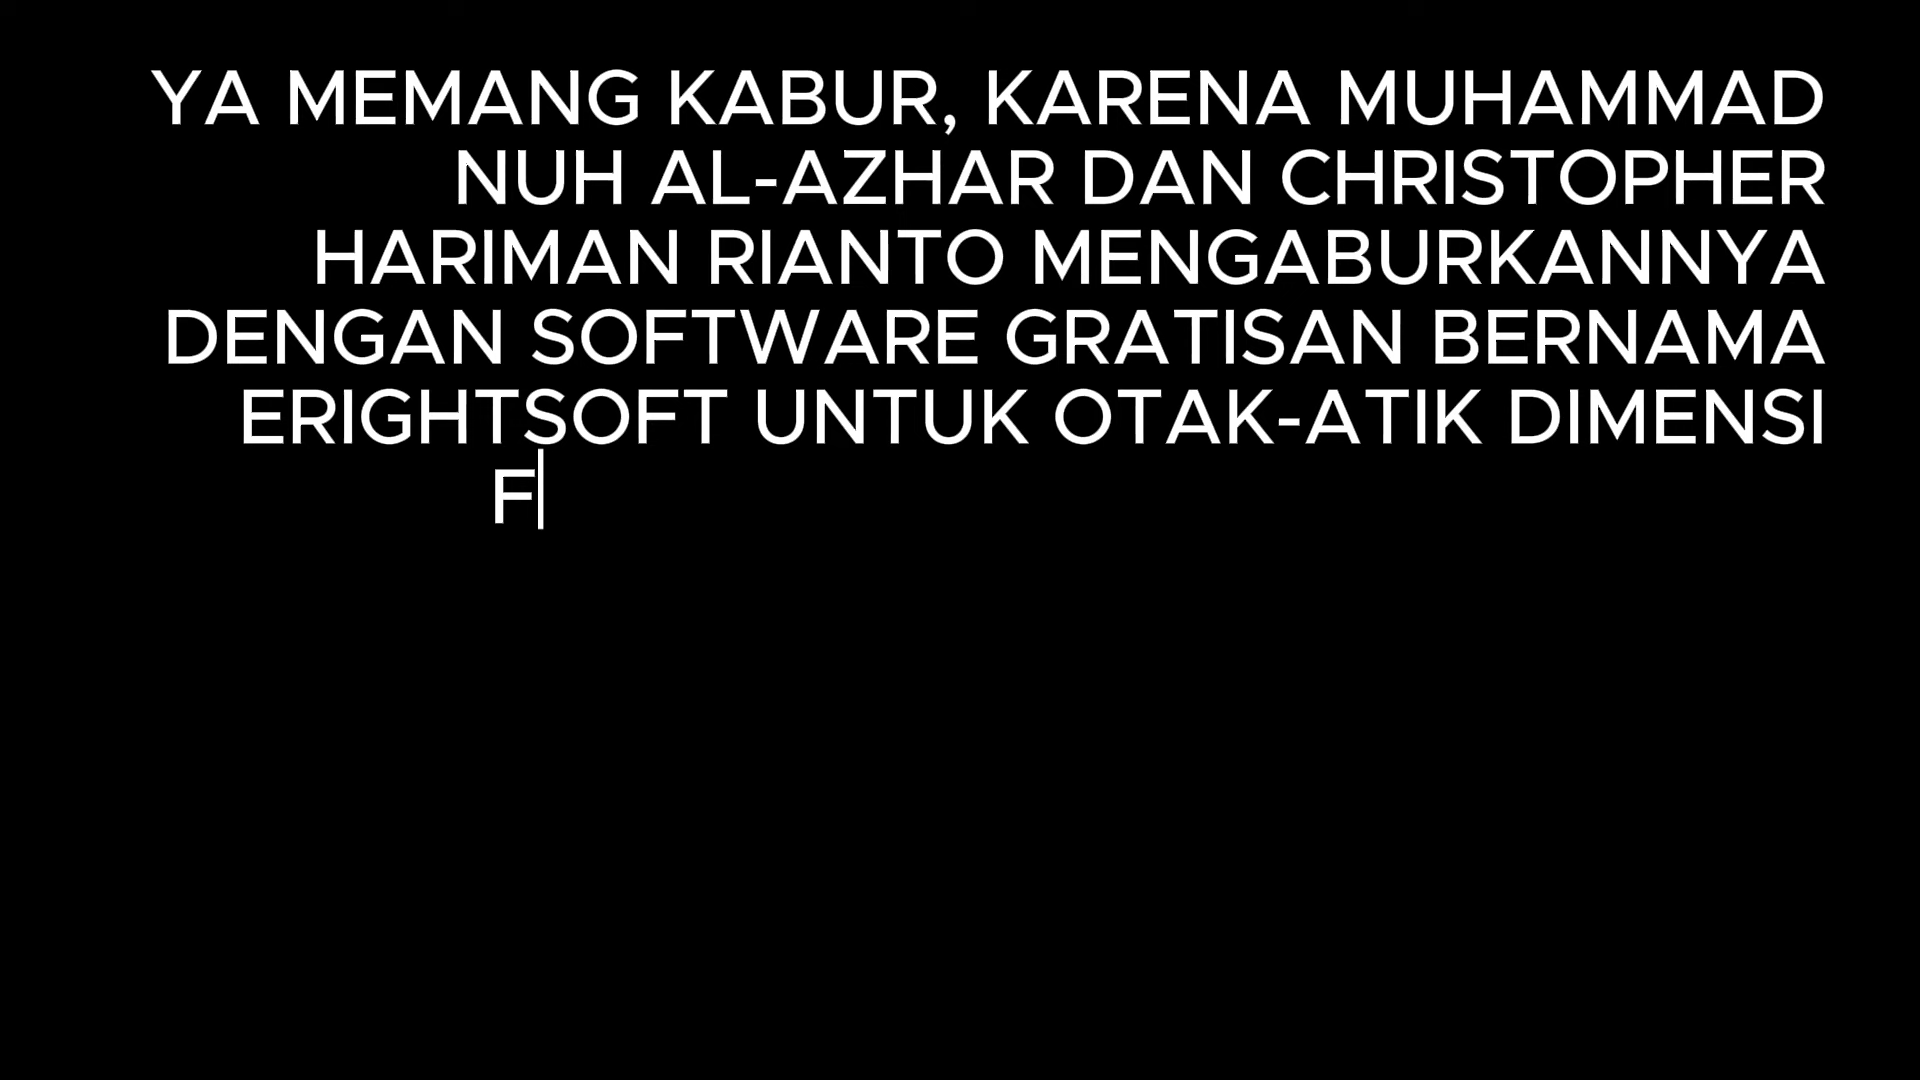 YA MEMANG KABUR, KARENA MUHAMMAD
NUH AL-AZHAR DAN CHRISTOPHER
HARIMAN RIANTO MENGABURKANNYA
DENGAN SOFTWARE GRATISAN BERNAMA
ERIGHTSOFT UNTUK OTAK-ATIK DIMENSI
F